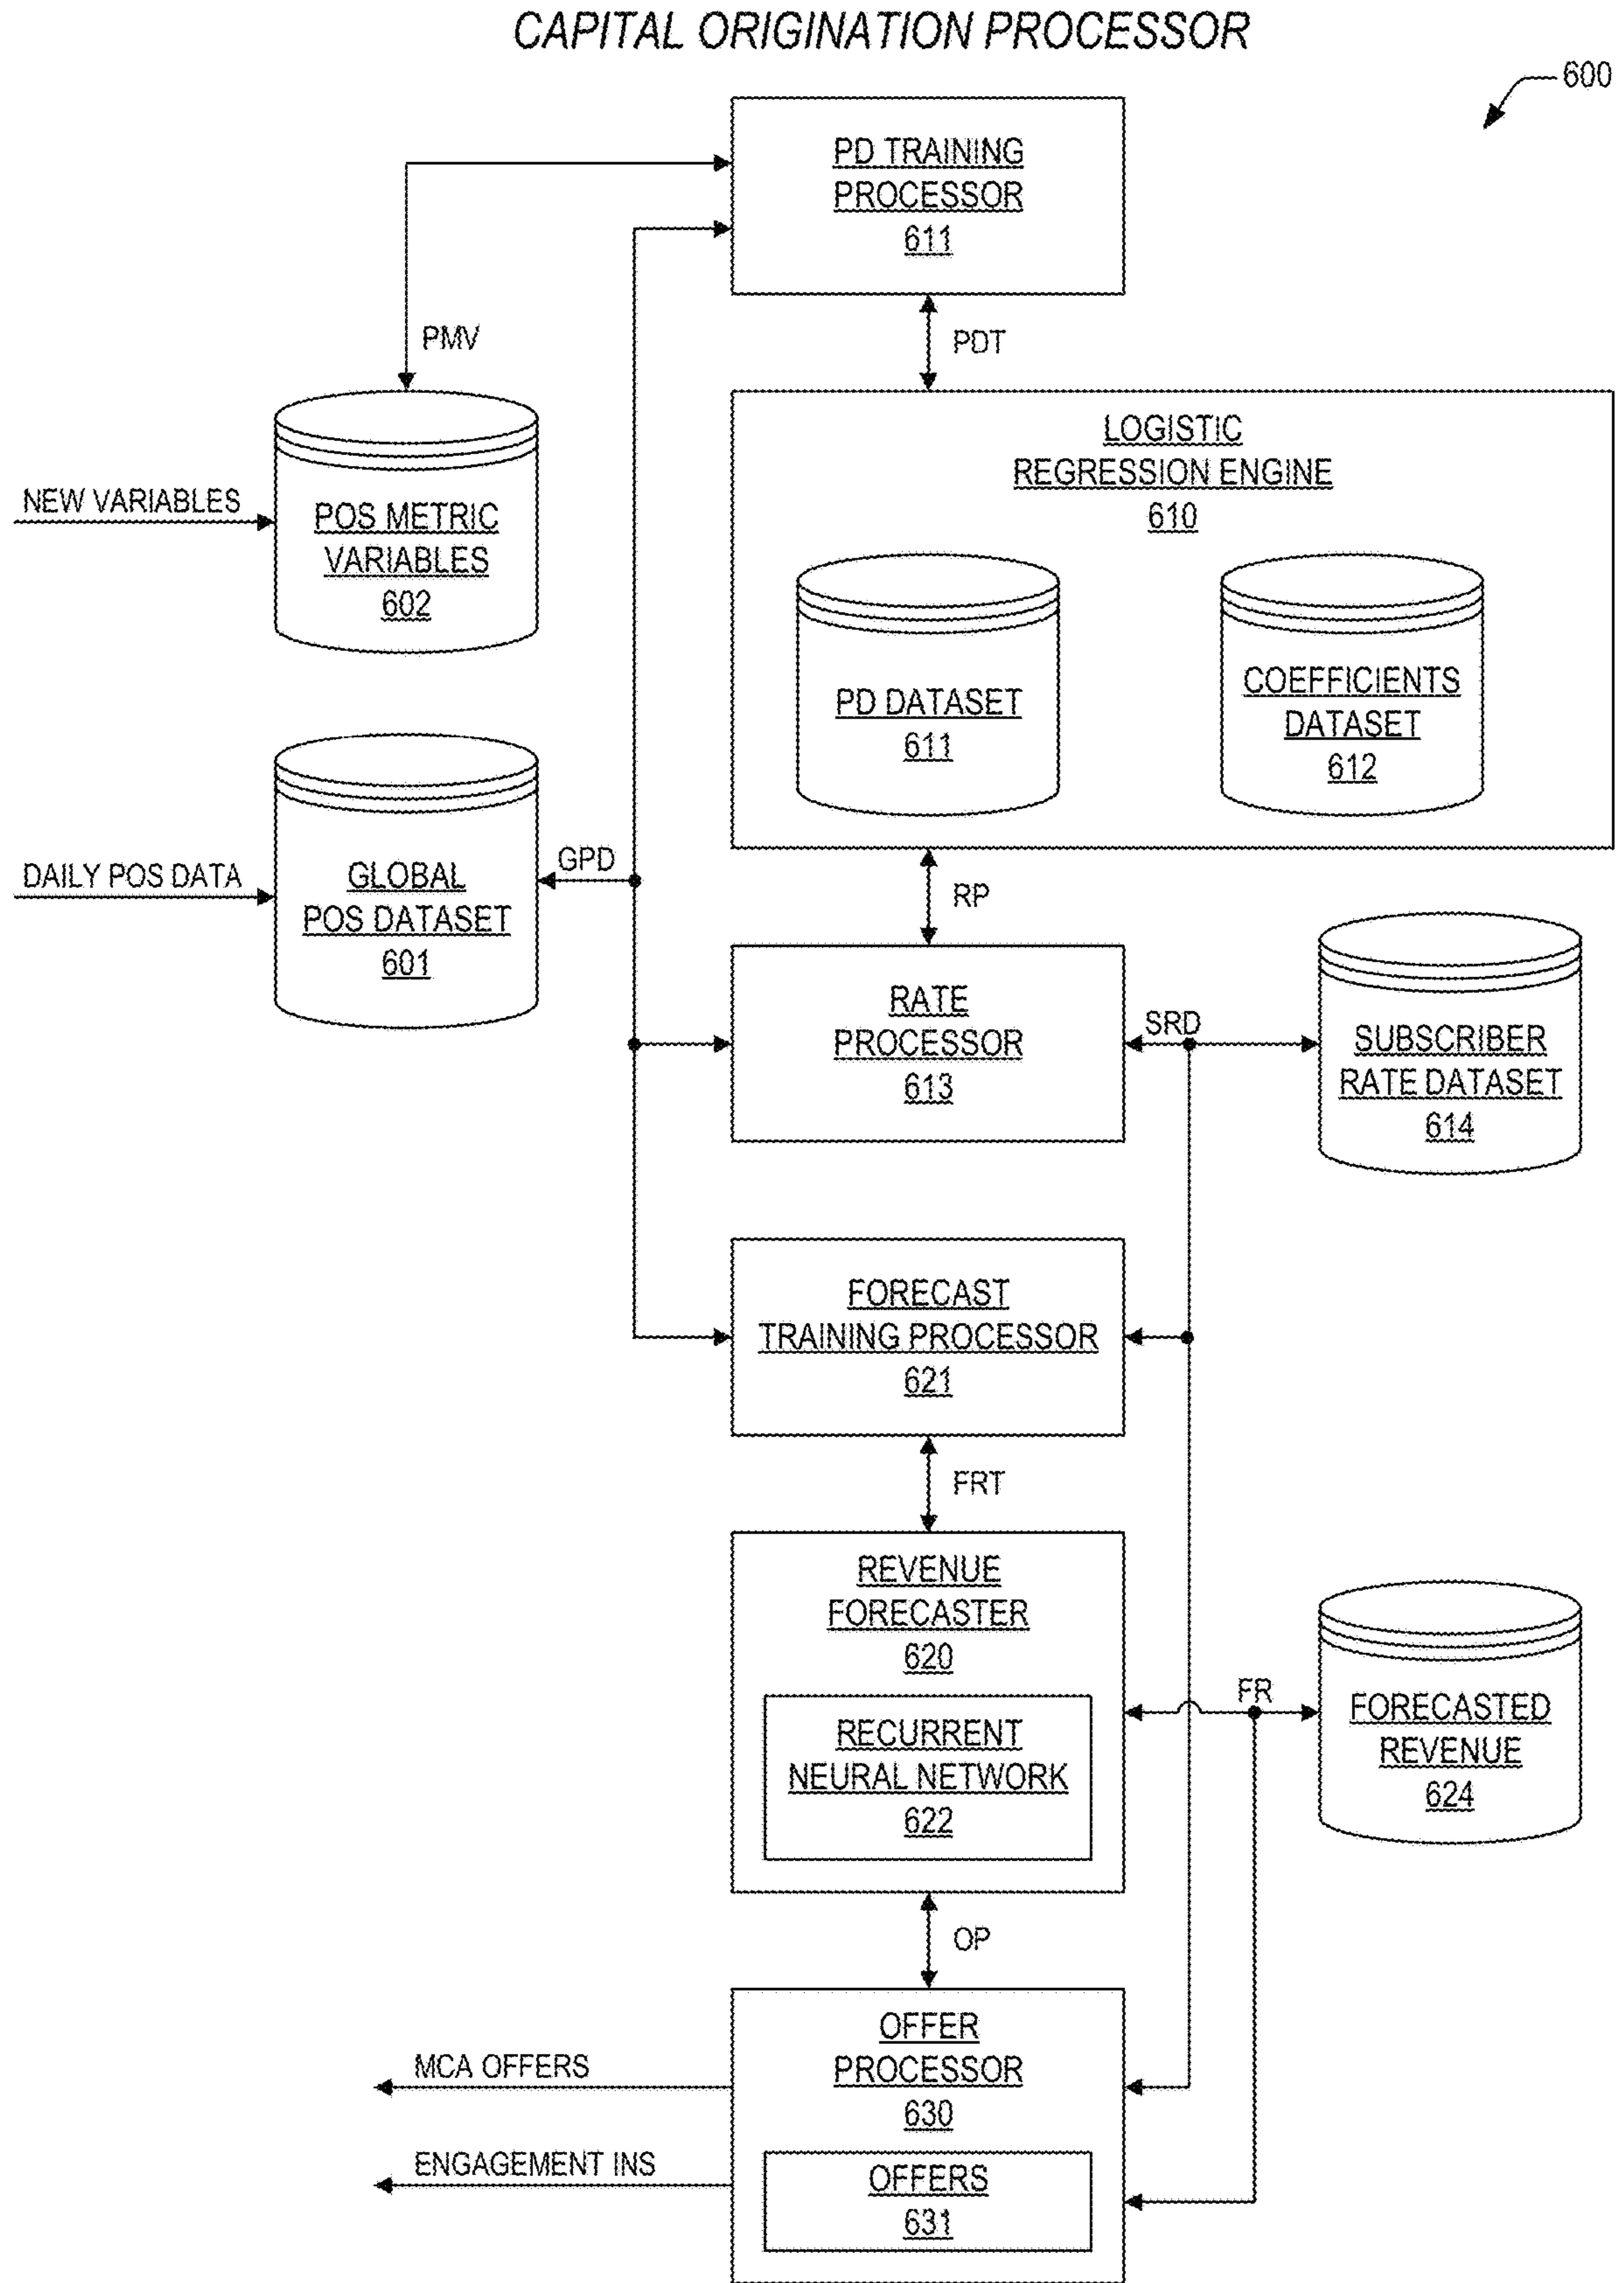 CAPITAL ORIGINATION PROCESSOR
600
PD TRAINING
PROCESSOR
611
PMV
PDT
NEW VARIABLES
POS METRIC
VARIABLES
602
LOGISTIC
REGRESSION ENGINE
610
PD DATASET
611
COEFFICIENTS
DATASET
612
DAILY POS DATA
GLOBAL
POS DATASET
601
GPD
RP
RATE
PROCESSOR
613
SRD
SUBSCRIBER
RATE DATASET
614
FORECAST
TRAINING PROCESSOR
621
FRT
REVENUE
FORECASTER
620
RECURRENT
NEURAL NETWORK
622
FR
FORECASTED
REVENUE
624
OP
OFFER
PROCESSOR
630
OFFERS
631
MCA OFFERS
ENGAGEMENT INS